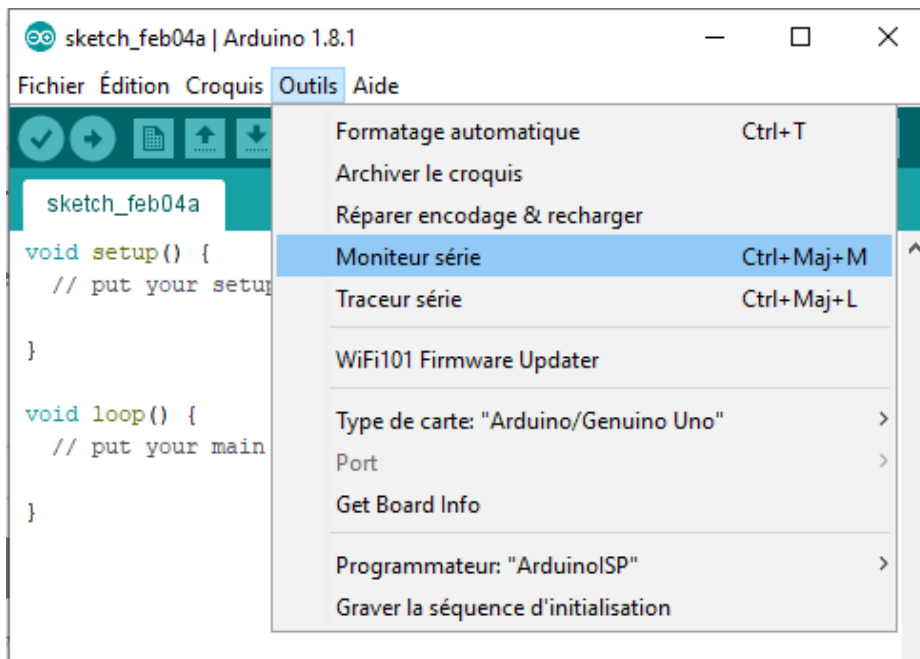 sketch_feb04a | Arduino 1.8.1
Fichier Édition Croquis Outils Aide
sketch_feb04a
void setup() {
// put your setup
}
void loop() {
// put your main
}
Formatage automatique Ctrl+T
Archiver le croquis
Réparer encodage & recharger
Moniteur série Ctrl+Maj+M
Traceur série Ctrl+Maj+L
WiFi101 Firmware Updater
Type de carte: "Arduino/Genuino Uno"
Port
Get Board Info
Programmateur: "ArduinoISP"
Graver la séquence d'initialisation